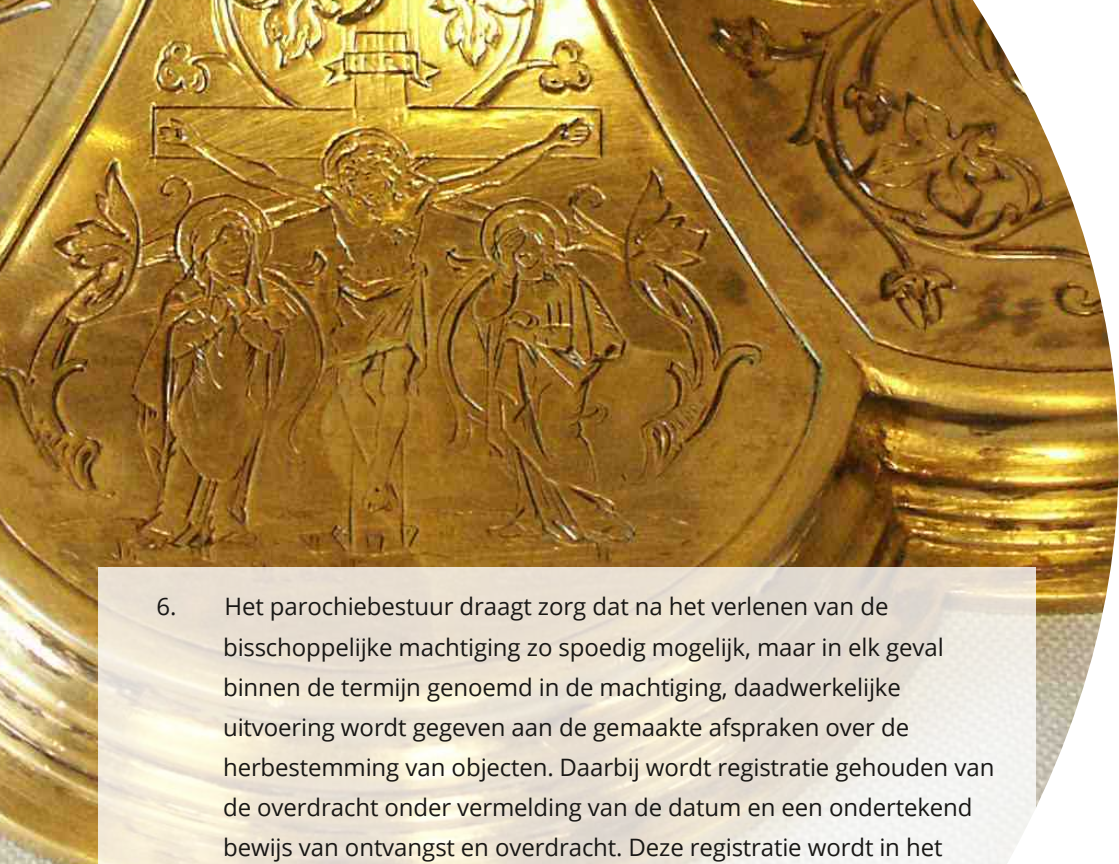 6. Het parochiebestuur draagt zorg dat na het verlenen van de
bisschoppelijke machtiging zo spoedig mogelijk, maar in elk geval
binnen de termijn genoemd in de machtiging, daadwerkelijke
uitvoering wordt gegeven aan de gemaakte afspraken over de
herbestemming van objecten. Daarbij wordt registratie gehouden van
de overdracht onder vermelding van de datum en een ondertekend
bewijs van ontvangst en overdracht. Deze registratie wordt in het